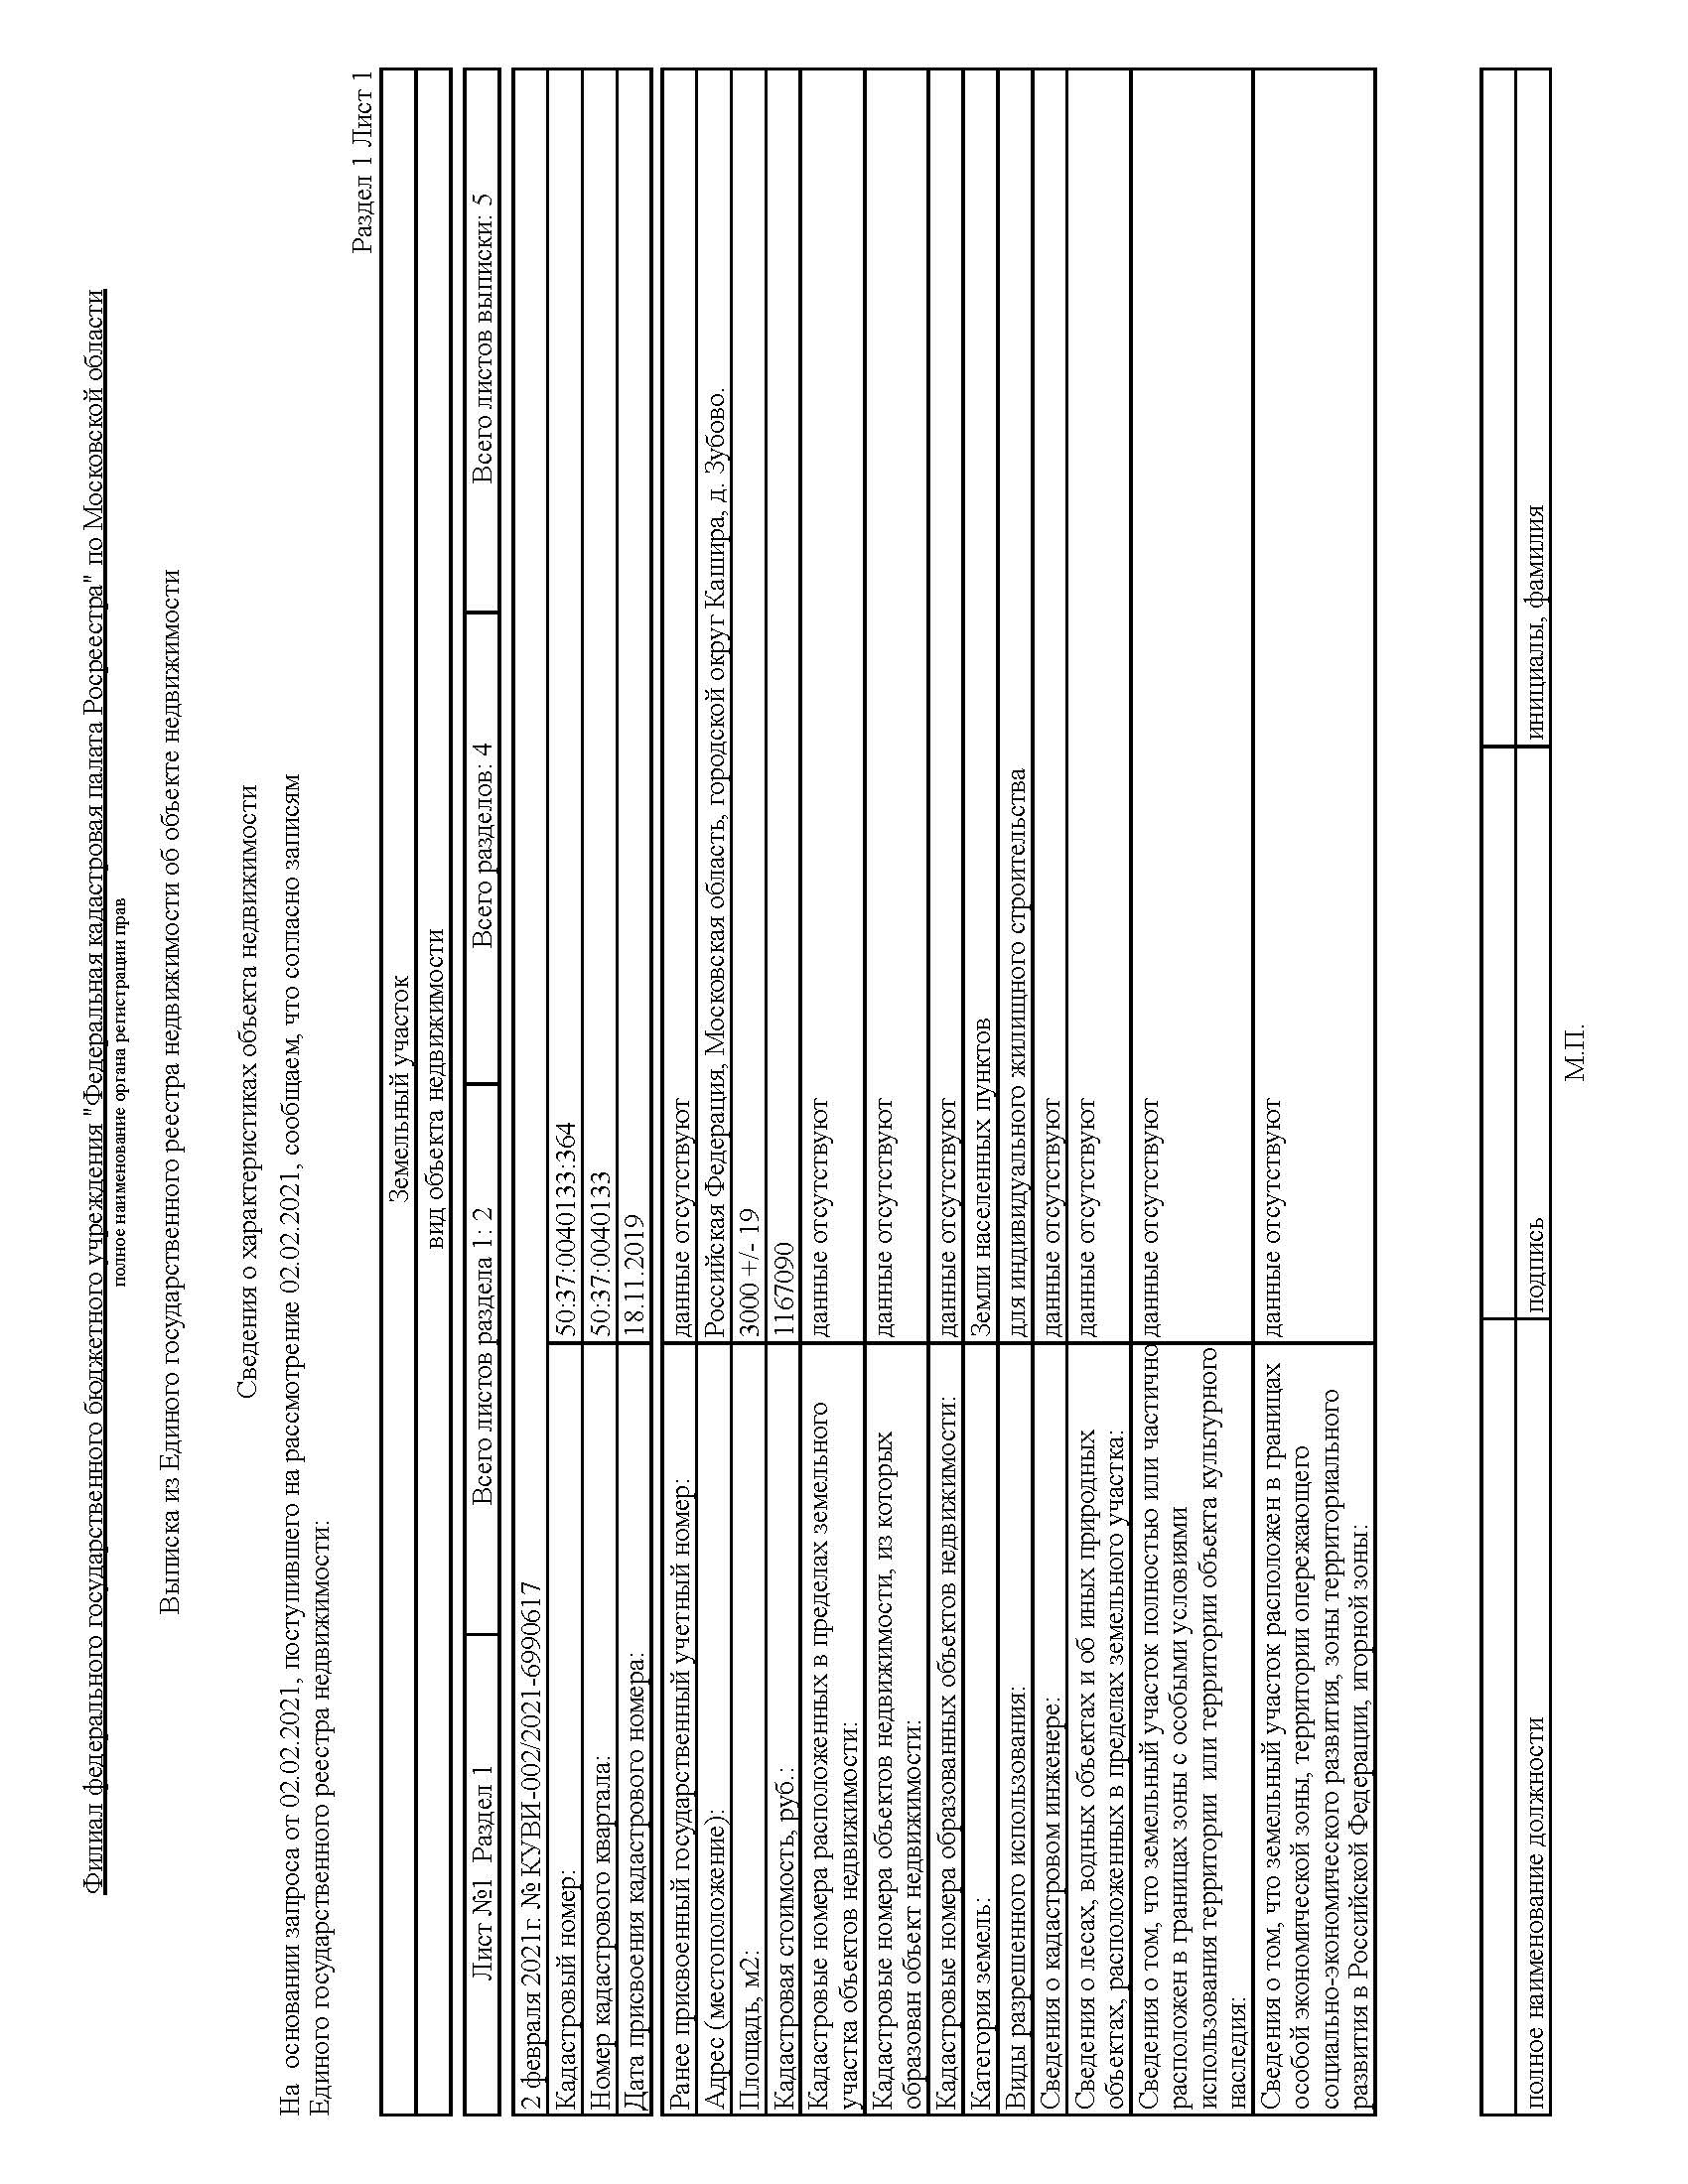 Филиал федерального государственного бюджетного учреждения "Федеральная кадастровая палата Росреестра" по Московской области
полное наименование органа регистрации прав
Выписка из Единого государственного реестра недвижимости об объекте недвижимости
Сведения о характеристиках объекта недвижимости
На основании запроса от 02.02.2021, поступившего на рассмотрение 02.02.2021, сообщаем, что согласно записям
Единого государственного реестра недвижимости:
Раздел 1 Лист 1
Земельный участок
вид объекта недвижимости
Лист №1 Раздел 1 Всего листов раздела 1: 2 Всего разделов: 4 Всего листов выписки: 5
2 февраля 2021г. № КУВИ-002/2021-6990617
Кадастровый номер: 50:37:0040133:364
Номер кадастрового квартала: 50:37:0040133
Дата присвоения кадастрового номера: 18.11.2019
Ранее присвоенный государственный учетный номер: данные отсутствуют
Адрес (местоположение): Российская Федерация, Московская область, городской округ Кашира, д. Зубово.
Площадь, м2: 3000 +/- 19
Кадастровая стоимость, руб.: 1167090
Кадастровые номера расположенных в пределах земельного данные отсутствуют
участка объектов недвижимости:
Кадастровые номера объектов недвижимости, из которых данные отсутствуют
образован объект недвижимости:
Кадастровые номера образованных объектов недвижимости: данные отсутствуют
Категория земель: Земли населенных пунктов
Виды разрешенного использования: для индивидуального жилищного строительства
Сведения о кадастровом инженере: данные отсутствуют
Сведения о лесах, водных объектах и об иных природных данные отсутствуют
объектах, расположенных в пределах земельного участка:
Сведения о том, что земельный участок полностью или частично данные отсутствуют
расположен в границах зоны с особыми условиями
использования территории или территории объекта культурного
наследия:
Сведения о том, что земельный участок расположен в границах данные отсутствуют
особой экономической зоны, территории опережающего
социально-экономического развития, зоны территориального
развития в Российской Федерации, игорной зоны:
полное наименование должности подпись инициалы, фамилия
М.П.